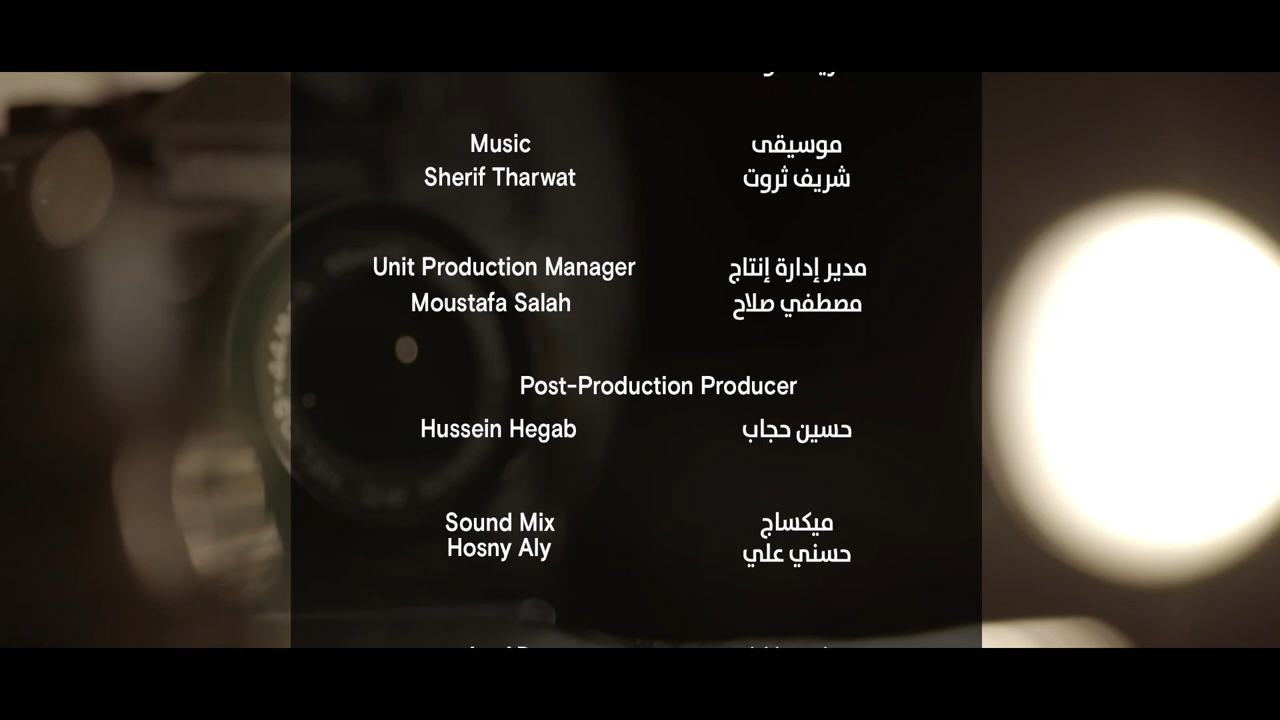 Music
موسيقى
Sherif Tharwat
شريف ثروت
Unit Production Manager
مدير إدارة إنتاج
Moustafa Salah
مصطفي صلاح
Post-Production Producer
Hussein Hegab
حسين حجاب
Sound Mix
ميكساج
Hosny Aly
حسني علي